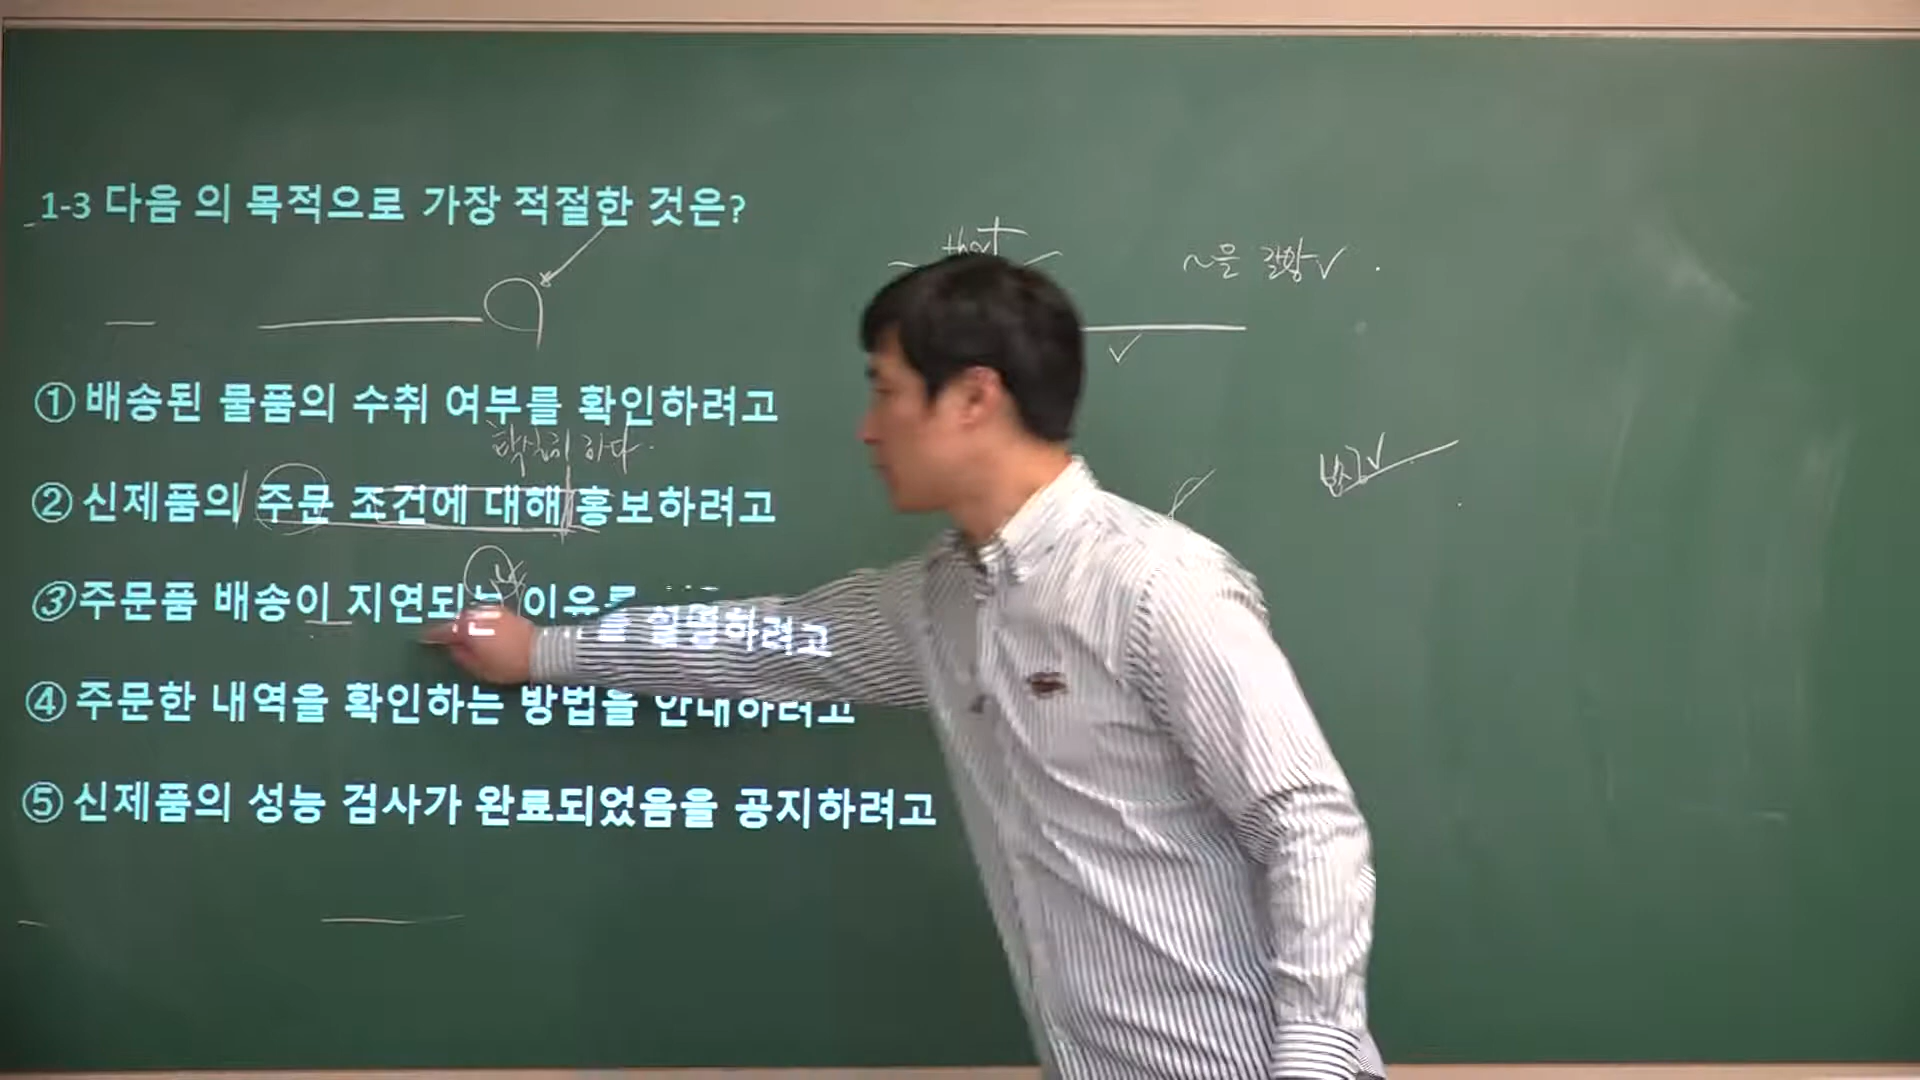 1-3 다음 의 목적으로 가장 적절한 것은?
that
~을 갈망
① 배송된 물품의 수취 여부를 확인하려고
하다.
② 신제품의 주문 조건에 대해 홍보하려고
③주문품 배송이 지연되는 이유를 설명하려고
④ 주문한 내역을 확인하는 방법을 안내하려고
⑤ 신제품의 성능 검사가 완료되었음을 공지하려고